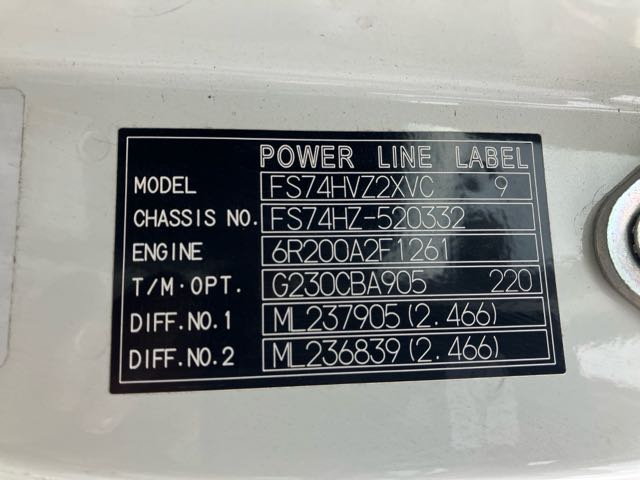 POWER LINE LABEL
MODEL FS74HVZ2XVC 9
CHASSIS NO. FS74HZ-520332
ENGINE 6R200A2F1261
T/M·OPT. G230CBA905 220
DIFF.NO.1 ML237905(2.466)
DIFF.NO.2 ML236839(2.466)